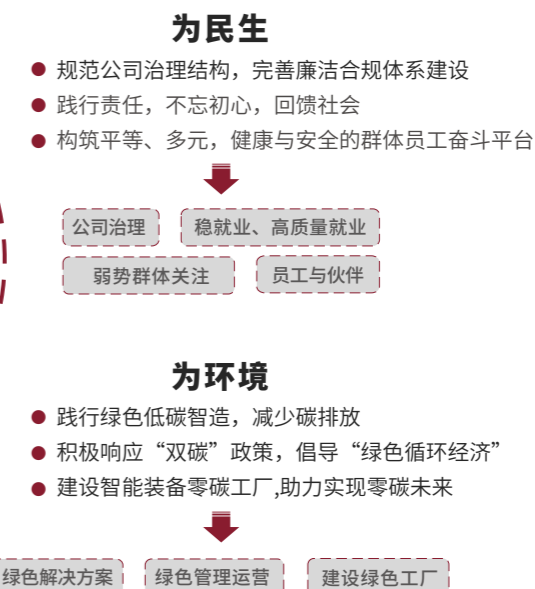 为民生
规范公司治理结构，完善廉洁合规体系建设
践行责任，不忘初心，回馈社会
构筑平等、多元，健康与安全的群体员工奋斗平台
公司治理
稳就业、高质量就业
弱势群体关注
员工与伙伴
为环境
践行绿色低碳智造，减少碳排放
积极响应“双碳”政策，倡导“绿色循环经济”
建设智能装备零碳工厂,助力实现零碳未来
绿色解决方案
绿色管理运营
建设绿色工厂